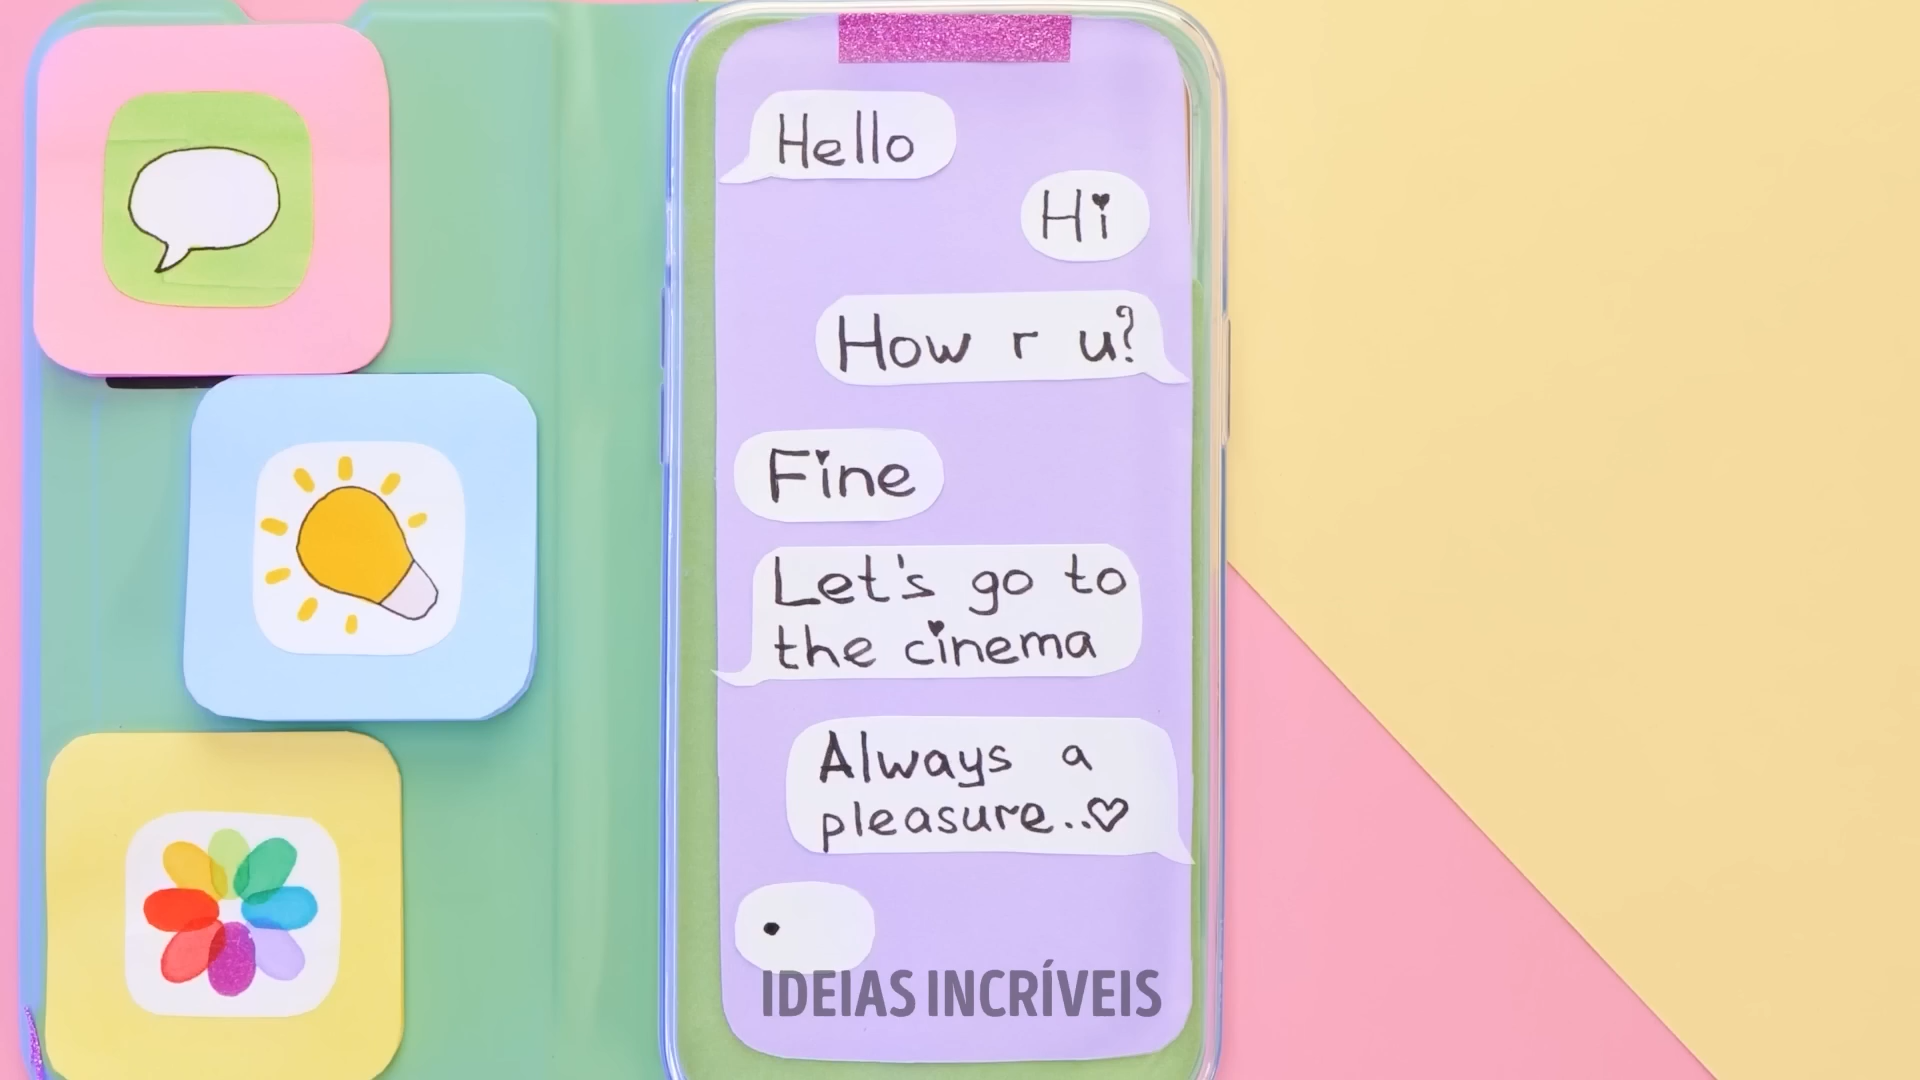 Hello
Hi
How r u?
Fine
Let's go to
the cinema
Always a
pleasure..♡
IDEIAS INCRÍVEIS